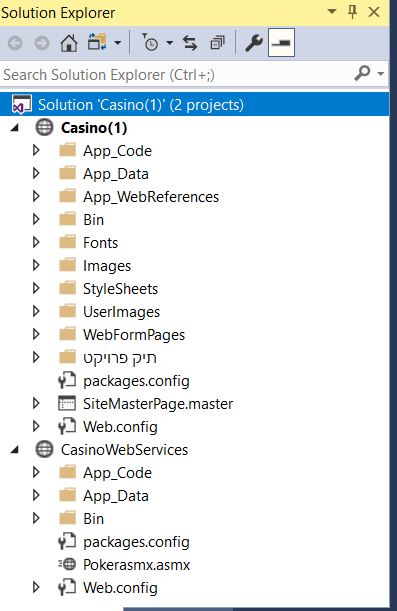 Solution Explorer
Search Solution Explorer (Ctrl+;)
Solution 'Casino(1)' (2 projects)
Casino(1)
App_Code
App_Data
App_WebReferences
Bin
Fonts
Images
StyleSheets
UserImages
WebFormPages
תיק פרויקט
packages.config
SiteMasterPage.master
Web.config
CasinoWebServices
App_Code
App_Data
Bin
packages.config
Pokerasmx.asmx
Web.config